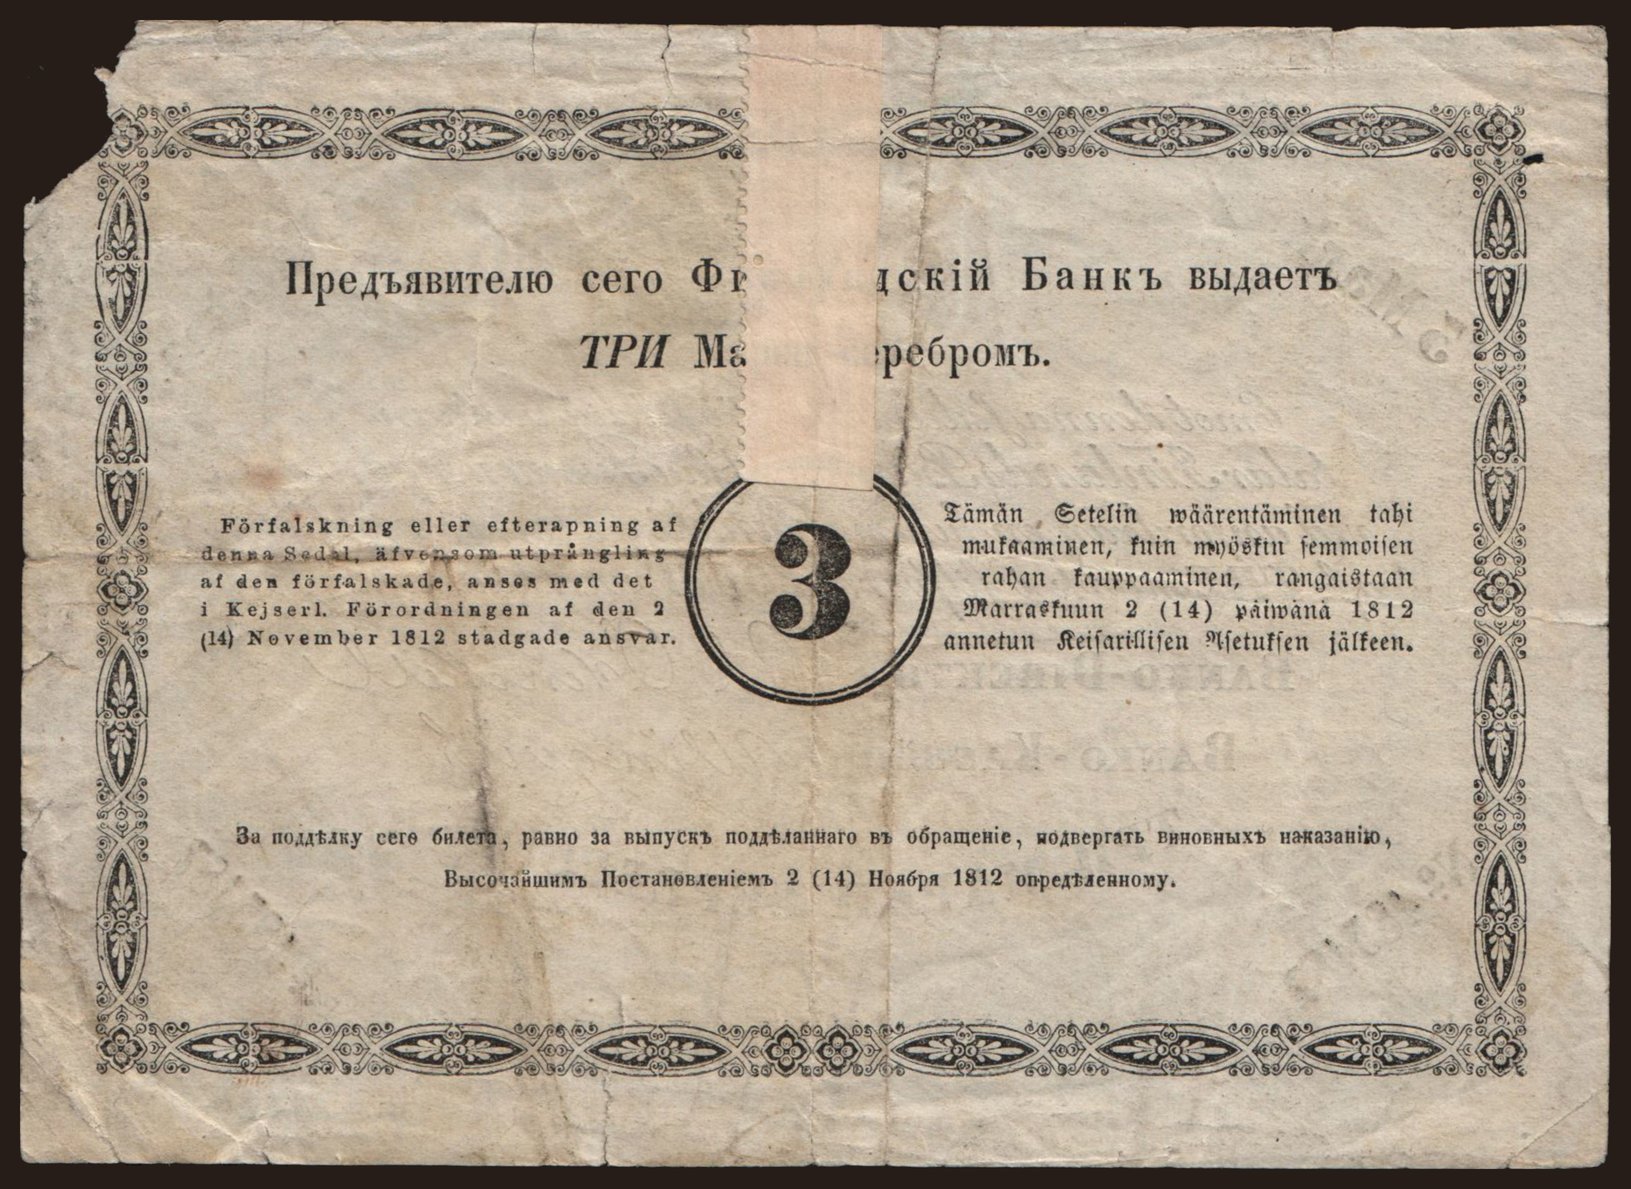 Предъявителю сего Фи дскій Банкъ выдаетъ
ТРИ Ма еребромъ.
Förfalskning eller efterapning af
denna Sedel, äfvensom utprångling
af den förfalskade, anses med det
i Kejserl. Förordningen af den 2
(14) November 1812 stadgade ansvar.
3
Tämän Setelin wäärentäminen tahi
mukaaminen, kuin myöskin semmoisen
rahan kauppaaminen, rangaistaan
Marraskuun 2 (14) päiwänä 1812
annetun Keisarillisen Asetuksen jälkeen.
За поддѣлку сего билета, равно за выпускъ поддѣланнаго въ обращеніе, подвергать виновныхъ наказанію,
Высочайшимъ Постановленіемъ 2 (14) Ноября 1812 опредѣленному.